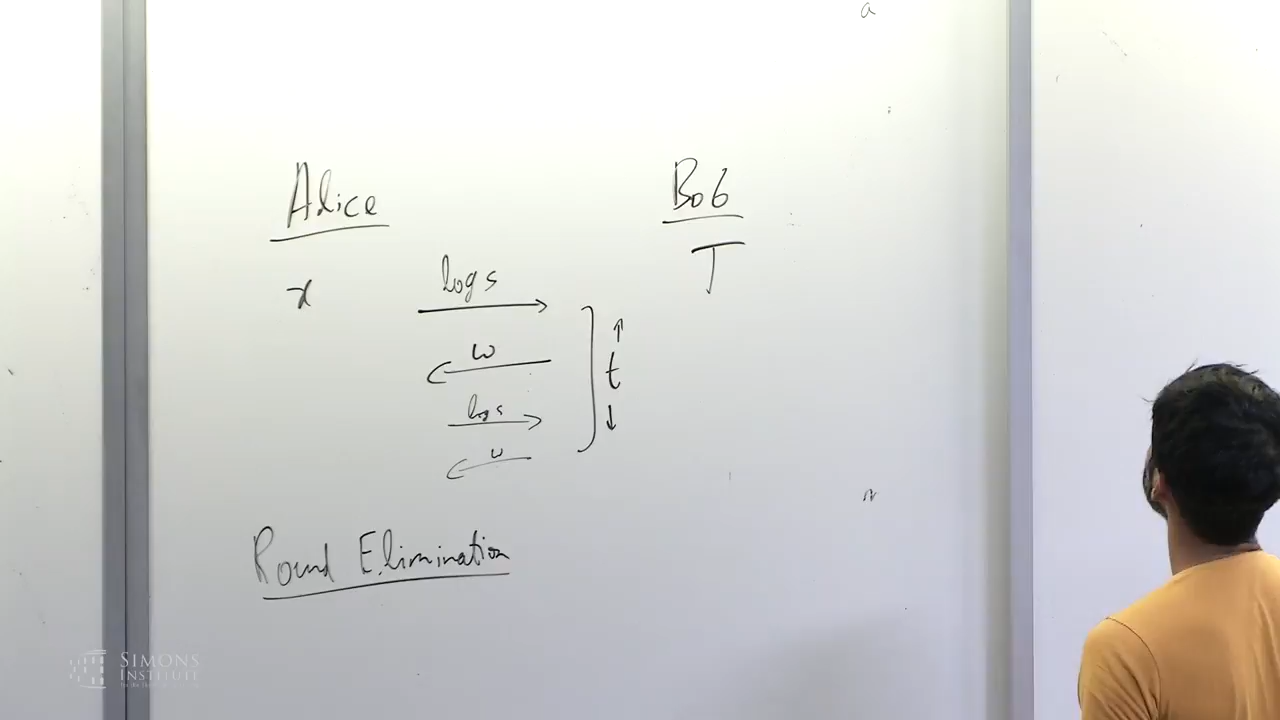 Alice Bob
x T
log s
w
t
log s
w
Round Elimination
SIMONS
INSTITUTE